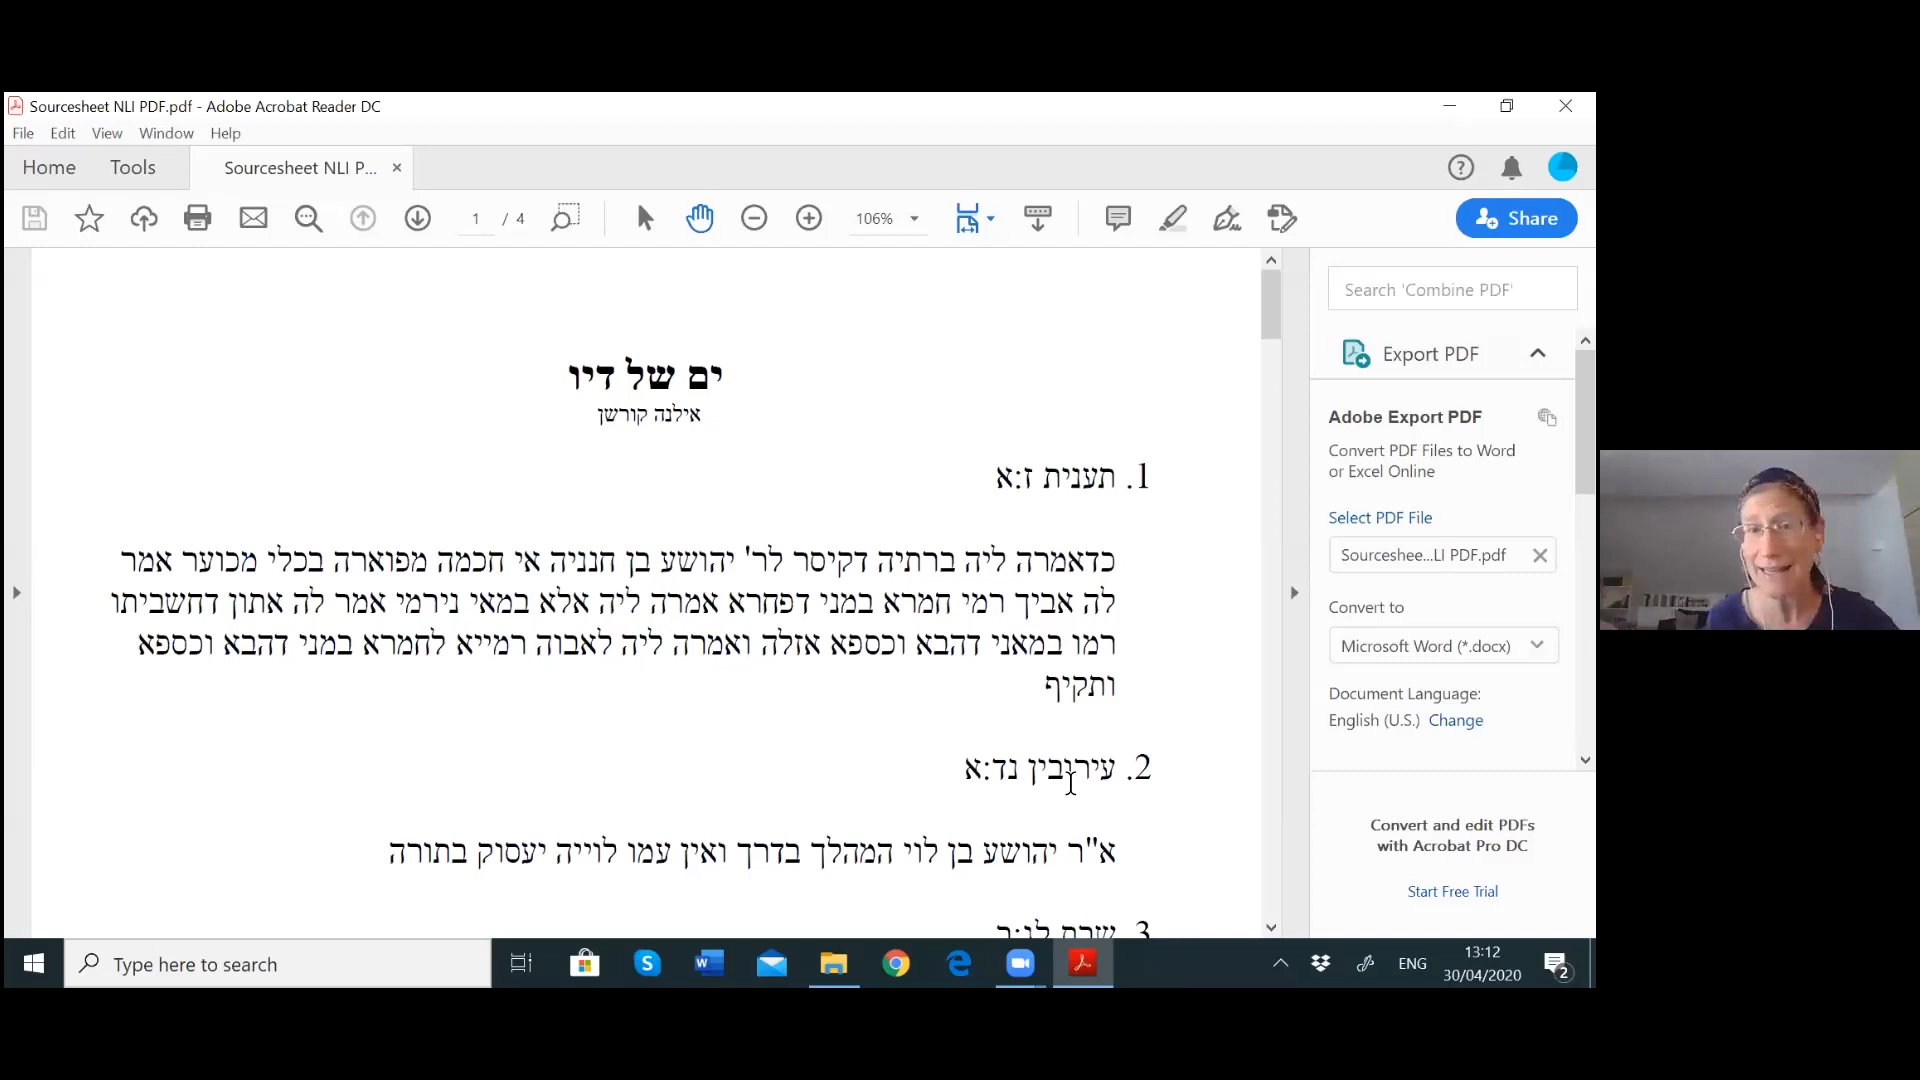 Sourcesheet NLI PDF.pdf - Adobe Acrobat Reader DC
File Edit View Window Help
Home Tools Sourcesheet NLI P... ×
1 / 4 106% Share
Search 'Combine PDF'
Export PDF
Adobe Export PDF
Convert PDF Files to Word
or Excel Online
Select PDF File
Sourceshee...LI PDF.pdf
Convert to
Microsoft Word (*.docx)
Document Language:
English (U.S.) Change
Convert and edit PDFs
with Acrobat Pro DC
Start Free Trial
ים של דיו
אילנה קורשן
1. תענית ז:א
כדאמרה ליה ברתיה דקיסר לר' יהושע בן חנניה אי חכמה מפוארה בכלי מכוער אמר
לה אביך רמי חמרא במני דפחרא אמרה ליה אלא במאי נירמי אמר לה אתון דחשביתו
רמו במאני דהבא וכספא אזלה ואמרה ליה לאבוה רמייא לחמרא במני דהבא וכספא
ותקיף
2. עירובין נד:א
א"ר יהושע בן לוי המהלך בדרך ואין עמו לוייה יעסוק בתורה
3.
Type here to search
ENG
13:12
30/04/2020
2